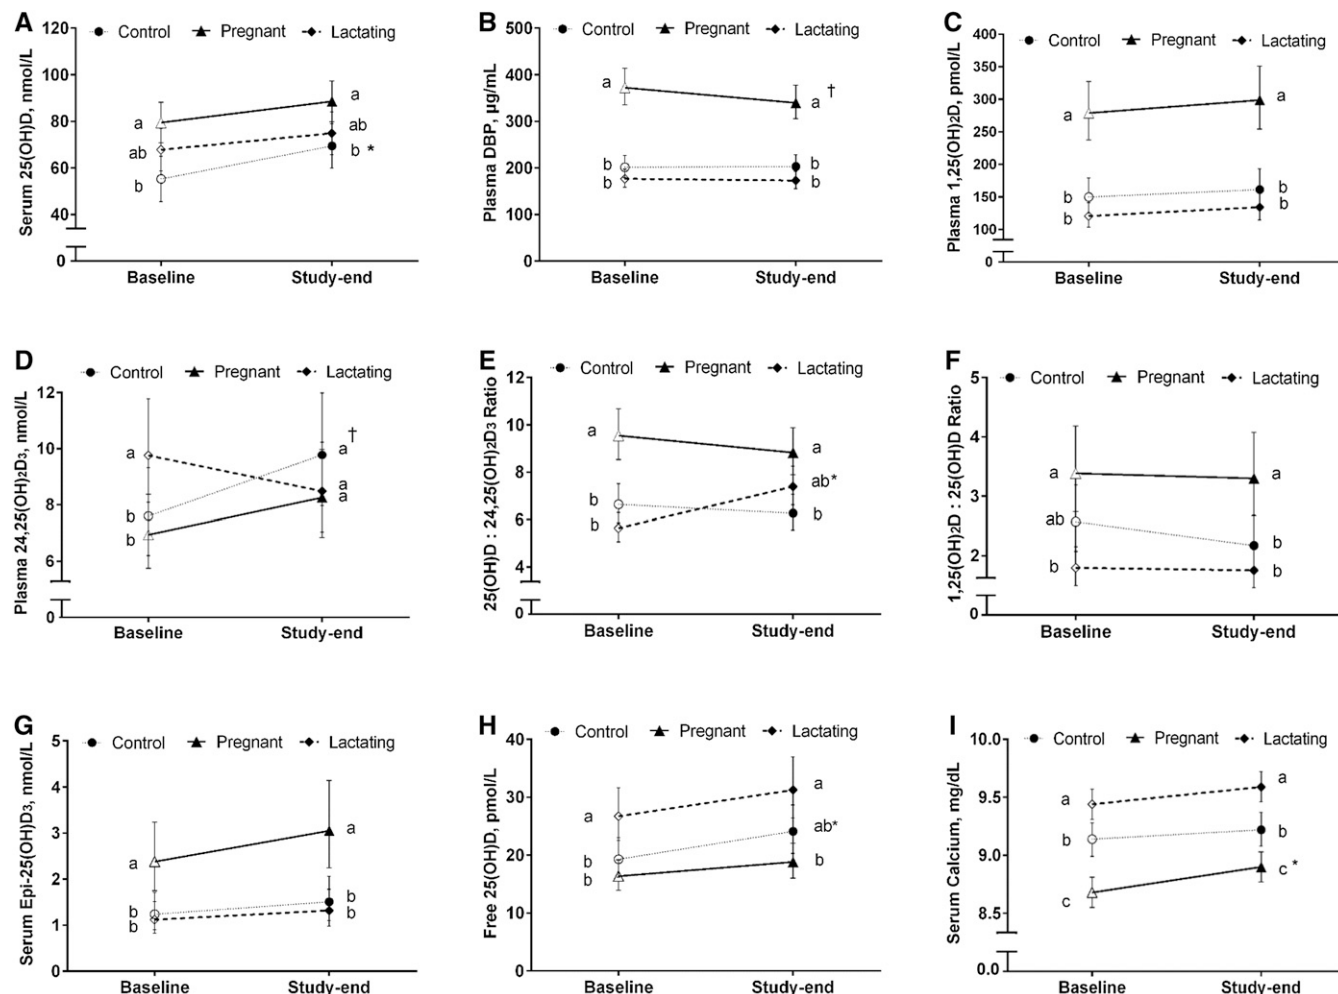 A
Control Pregnant Lactating
Serum 25(OH)D, nmol/L
120
100
80
60
40
0
a
ab
b
a
ab
b *
Baseline Study-end
B
Control Pregnant Lactating
Plasma DBP, µg/mL
500
400
300
200
100
0
a
b
b
a †
b
b
Baseline Study-end
C
Control Pregnant Lactating
Plasma 1,25(OH)2D, pmol/L
400
350
300
250
200
150
100
0
a
b
b
a
b
b
Baseline Study-end
D
Control Pregnant Lactating
Plasma 24,25(OH)2D3, nmol/L
12
10
8
6
0
a
b
b
a †
a
a
Baseline Study-end
E
Control Pregnant Lactating
25(OH)D : 24,25(OH)2D3 Ratio
12
10
8
6
4
0
a
b
b
a
ab*
b
Baseline Study-end
F
Control Pregnant Lactating
1,25(OH)2D : 25(OH)D Ratio
5
4
3
2
0
a
ab
b
a
b
b
Baseline Study-end
G
Control Pregnant Lactating
Serum Epi-25(OH)D3, nmol/L
5
4
3
2
1
0
a
b
b
a
b
b
Baseline Study-end
H
Control Pregnant Lactating
Free 25(OH)D, pmol/L
40
30
20
10
0
a
b
b
a
ab*
b
Baseline Study-end
I
Control Pregnant Lactating
Serum Calcium, mg/dL
10.0
9.5
9.0
8.5
0.0
a
b
c
a
b
c *
Baseline Study-end